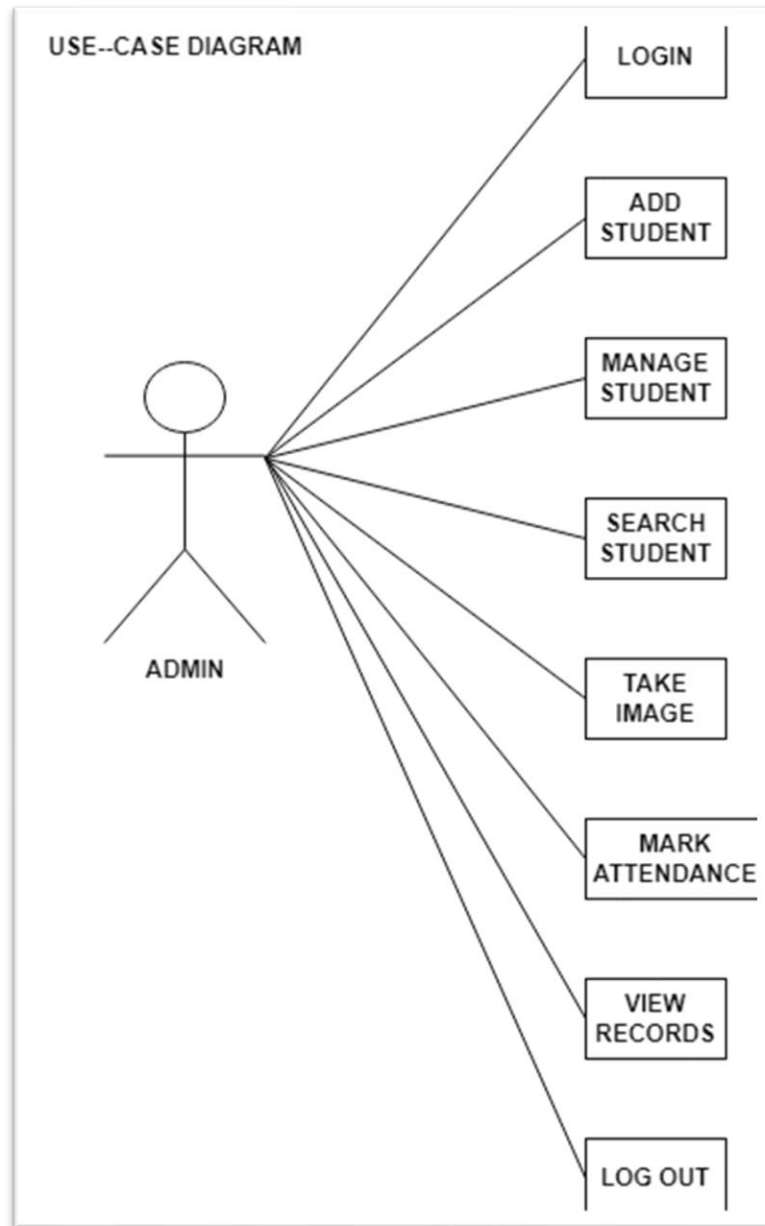 USE--CASE DIAGRAM
LOGIN
ADD
STUDENT
MANAGE
STUDENT
SEARCH
STUDENT
ADMIN
TAKE
IMAGE
MARK
ATTENDANCE
VIEW
RECORDS
LOG OUT